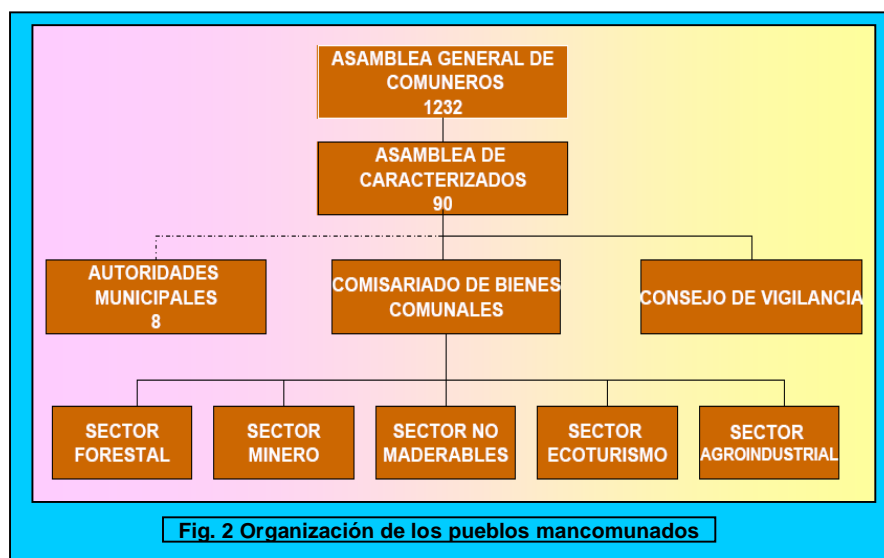 ASAMBLEA GENERAL DE
COMUNEROS
1232
ASAMBLEA DE
CARACTERIZADOS
90
AUTORIDADES
MUNICIPALES
8
COMISARIADO DE BIENES
COMUNALES
CONSEJO DE VIGILANCIA
SECTOR
FORESTAL
SECTOR
MINERO
SECTOR NO
MADERABLES
SECTOR
ECOTURISMO
SECTOR
AGROINDUSTRIAL
Fig. 2 Organización de los pueblos mancomunados